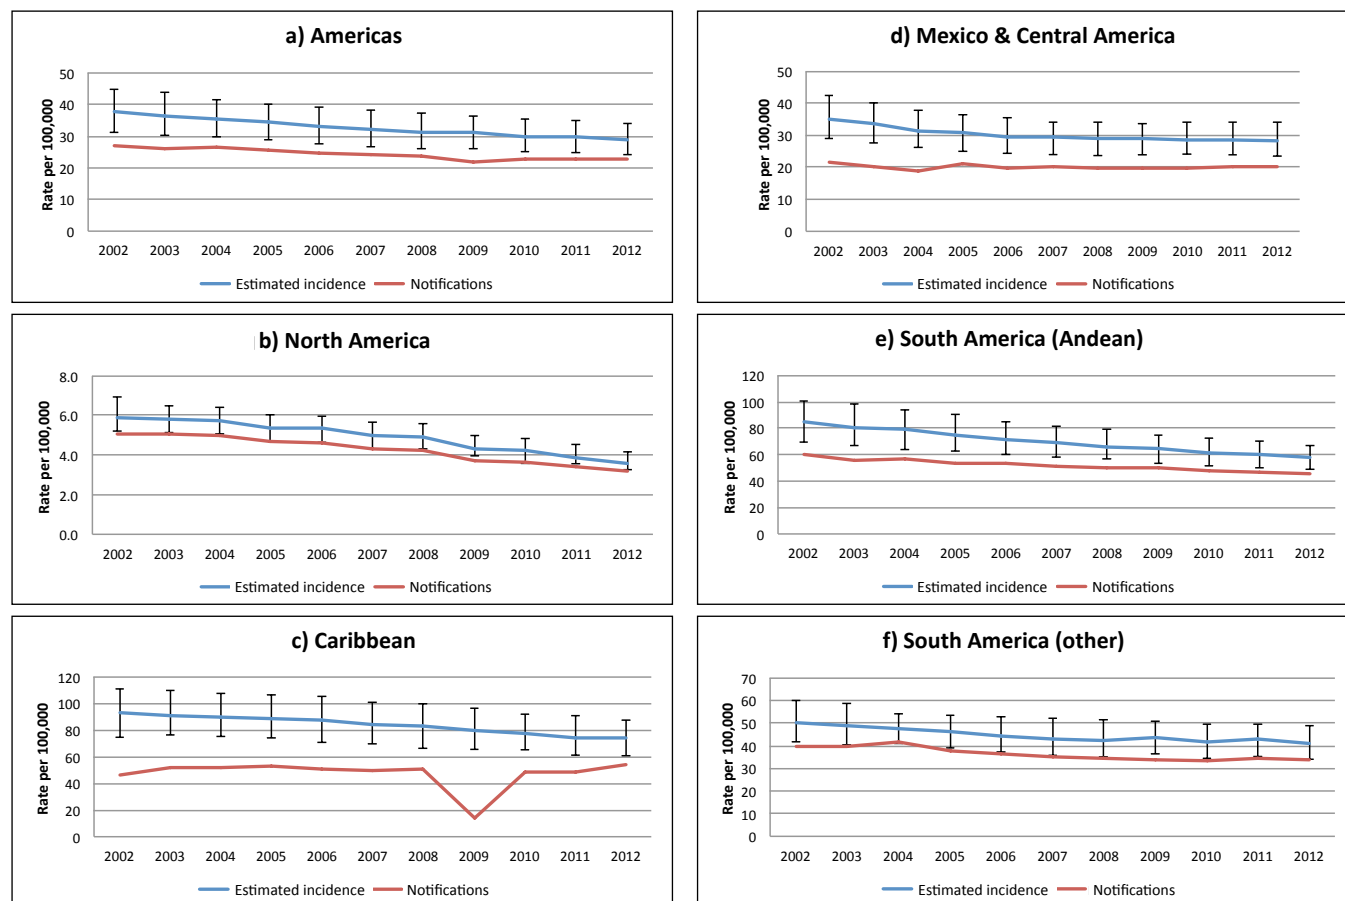 a) Americas
Rate per 100,000
50
40
30
20
10
0
2002 2003 2004 2005 2006 2007 2008 2009 2010 2011 2012
Estimated incidence Notifications
b) North America
Rate per 100,000
8.0
6.0
4.0
2.0
0.0
2002 2003 2004 2005 2006 2007 2008 2009 2010 2011 2012
Estimated incidence Notifications
c) Caribbean
Rate per 100,000
120
100
80
60
40
20
0
2002 2003 2004 2005 2006 2007 2008 2009 2010 2011 2012
Estimated incidence Notifications
d) Mexico & Central America
Rate per 100,000
50
40
30
20
10
0
2002 2003 2004 2005 2006 2007 2008 2009 2010 2011 2012
Estimated incidence Notifications
e) South America (Andean)
Rate per 100,000
120
100
80
60
40
20
0
2002 2003 2004 2005 2006 2007 2008 2009 2010 2011 2012
Estimated incidence Notifications
f) South America (other)
Rate per 100,000
70
60
50
40
30
20
10
0
2002 2003 2004 2005 2006 2007 2008 2009 2010 2011 2012
Estimated incidence Notifications